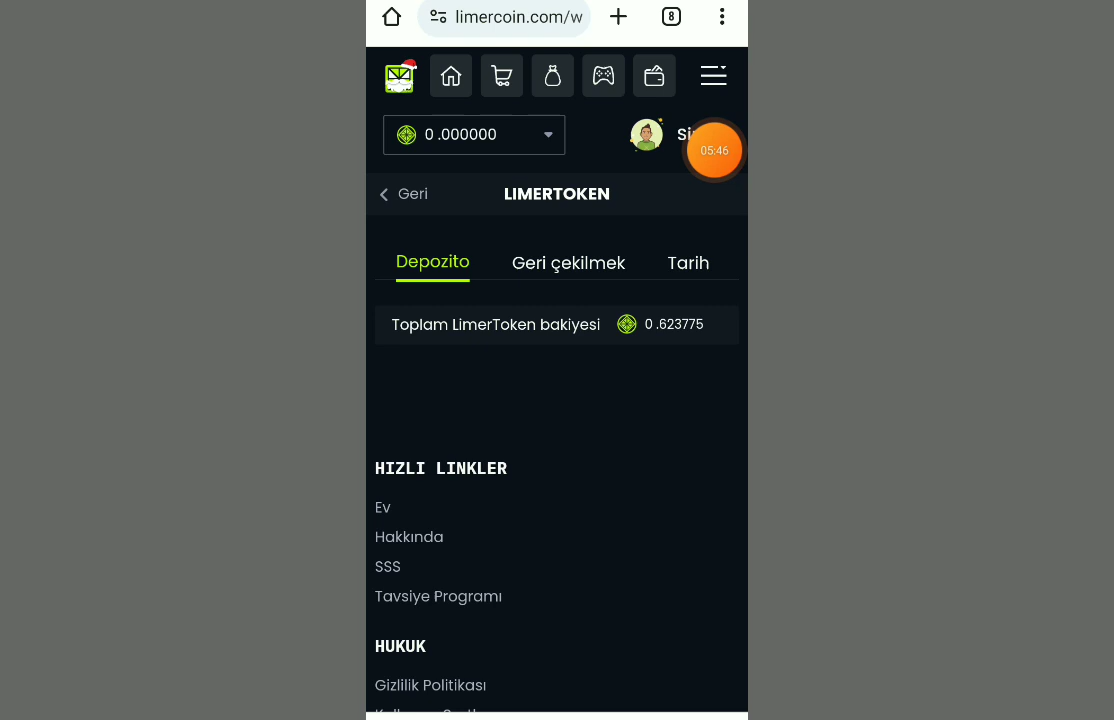 limercoin.com/w
8
0 .000000
05:46
Geri
LIMERTOKEN
Depozito
Geri çekilmek
Tarih
Toplam LimerToken bakiyesi
0 .623775
HIZLI LINKLER
Ev
Hakkında
SSS
Tavsiye Programı
HUKUK
Gizlilik Politikası